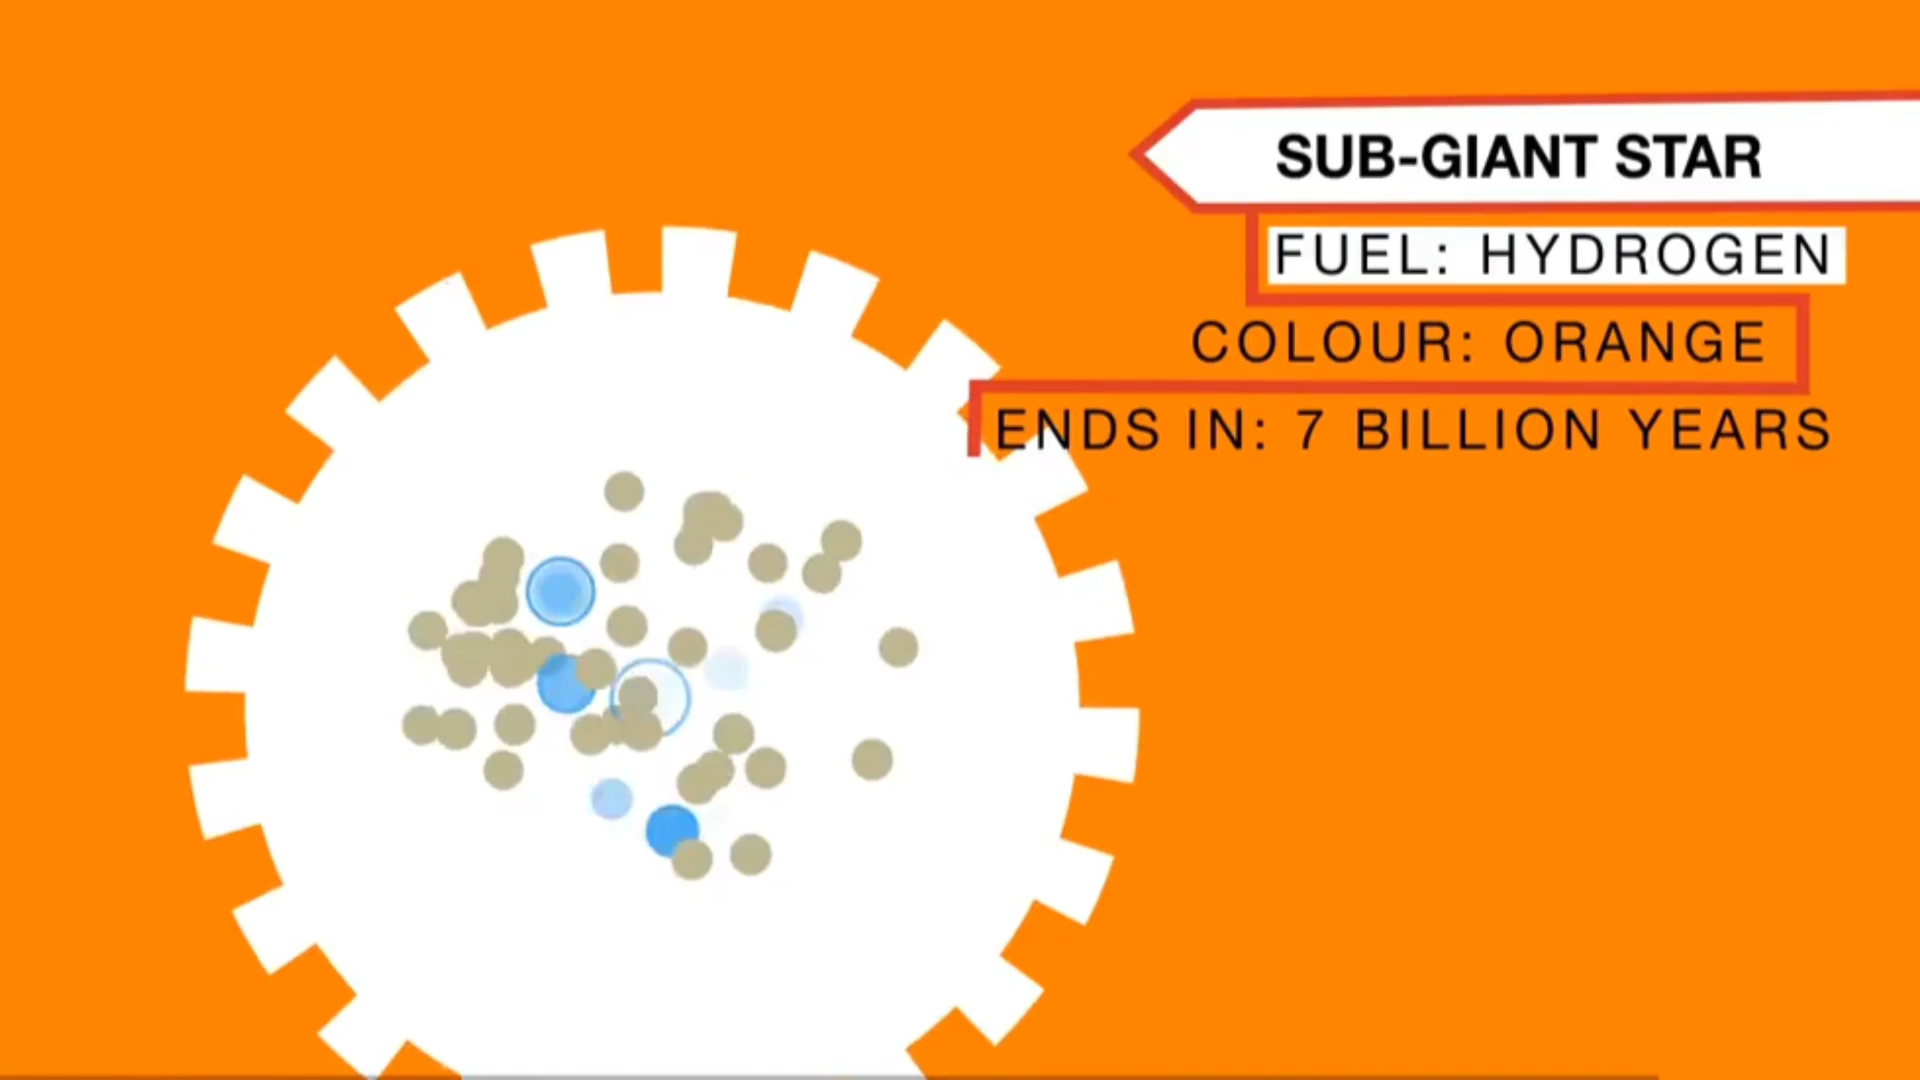 SUB-GIANT STAR
FUEL: HYDROGEN
COLOUR: ORANGE
ENDS IN: 7 BILLION YEARS